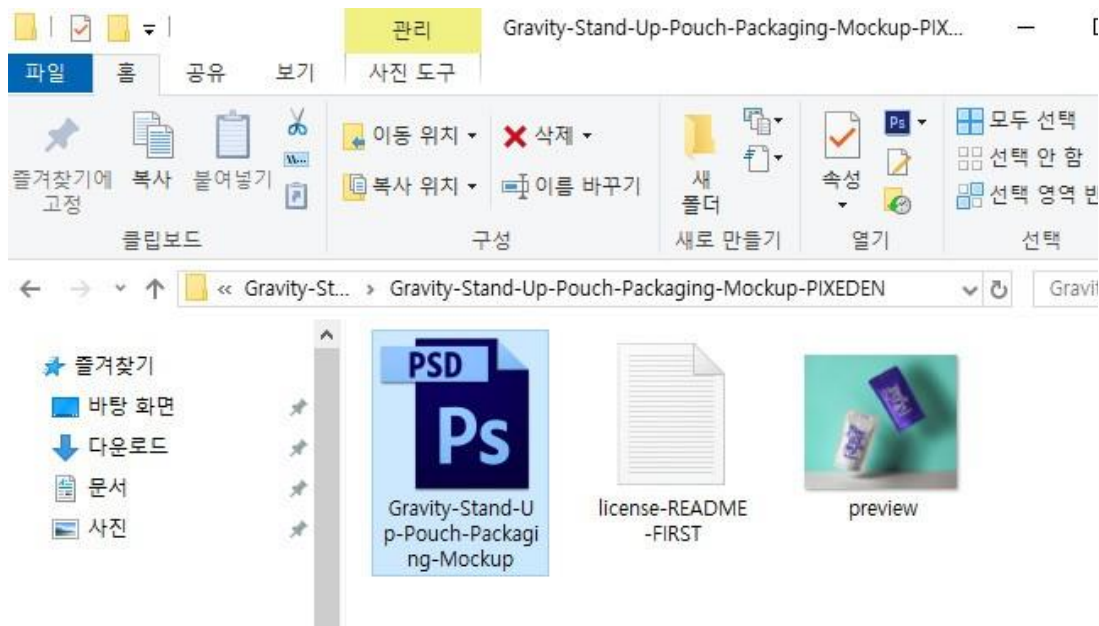 관리
Gravity-Stand-Up-Pouch-Packaging-Mockup-PIX...
파일
홈
공유
보기
사진 도구
즐겨찾기에
고정
복사
붙여넣기
이동 위치
복사 위치
삭제
이름 바꾸기
새
폴더
속성
Ps
모두 선택
선택 안 함
선택 영역 반
클립보드
구성
새로 만들기
열기
선택
« Gravity-St... › Gravity-Stand-Up-Pouch-Packaging-Mockup-PIXEDEN
Gravit
즐겨찾기
바탕 화면
다운로드
문서
사진
PSD
Ps
Gravity-Stand-U
p-Pouch-Packagi
ng-Mockup
license-README
-FIRST
preview